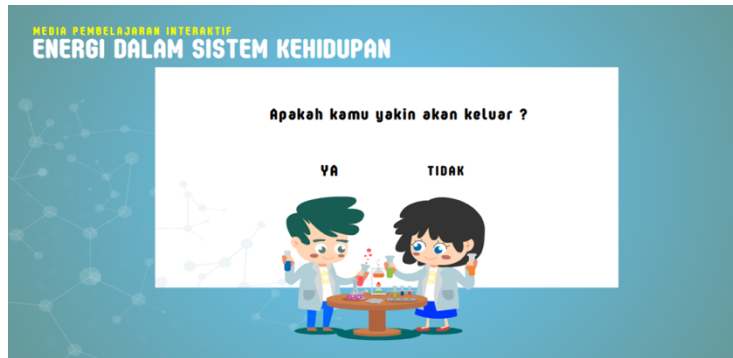 MEDIA PEMBELAJARAN INTERAKTIF
ENERGI DALAM SISTEM KEHIDUPAN
Apakah kamu yakin akan keluar ?
YA TIDAK